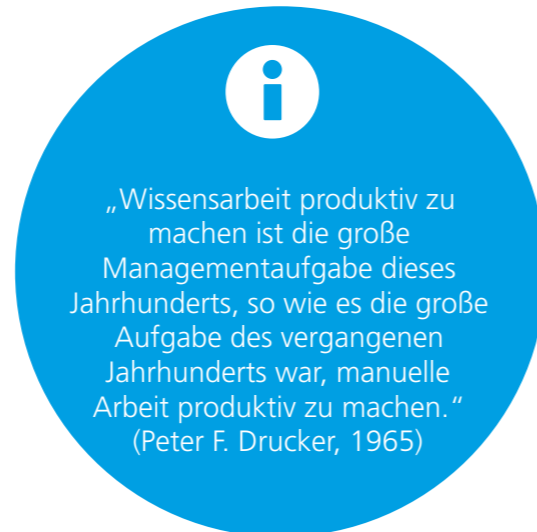 „Wissensarbeit produktiv zu
machen ist die große
Managementaufgabe dieses
Jahrhunderts, so wie es die große
Aufgabe des vergangenen
Jahrhunderts war, manuelle
Arbeit produktiv zu machen.“
(Peter F. Drucker, 1965)